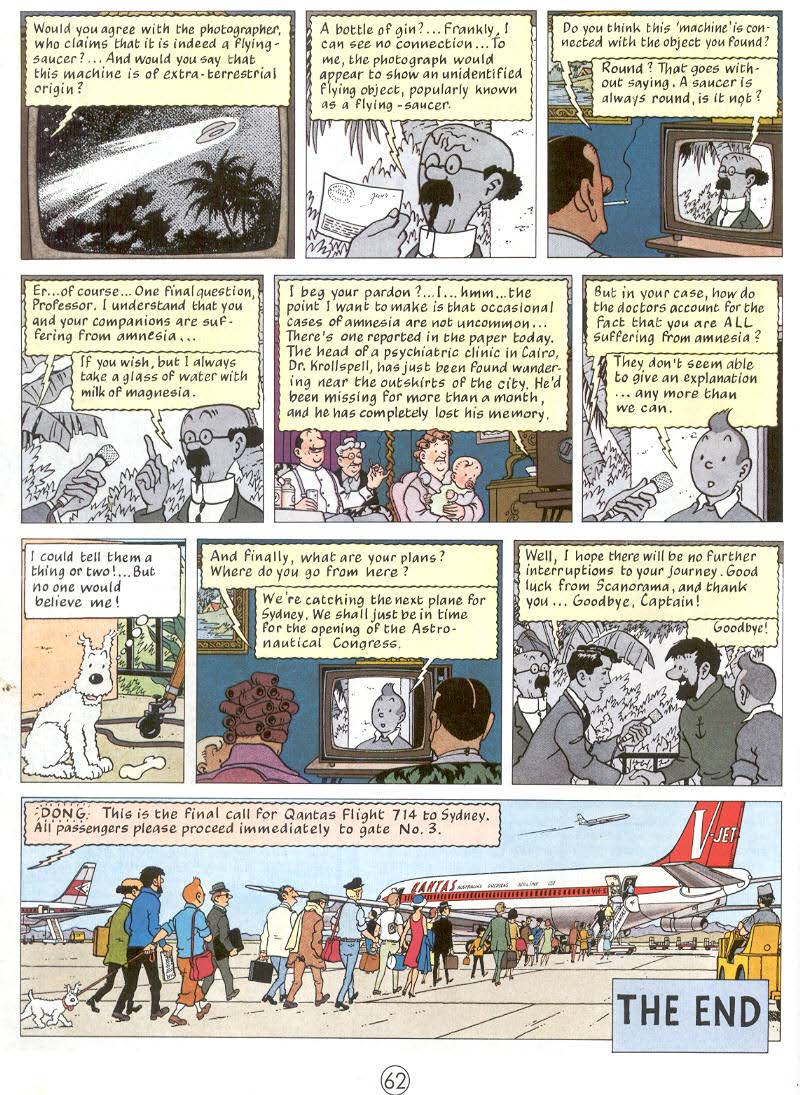 Would you agree with the photographer,
who claims that it is indeed a flying-
saucer?... And would you say that
this machine is of extra-terrestrial
origin?
A bottle of gin?... Frankly, I
can see no connection... To
me, the photograph would
appear to show an unidentified
flying object, popularly known
as a flying-saucer.
Do you think this 'machine' is con-
nected with the object you found?
Round? That goes with-
out saying. A saucer is
always round, is it not?
Er...of course... One final question,
Professor. I understand that you
and your companions are suf-
fering from amnesia...
If you wish, but I always
take a glass of water with
milk of magnesia.
I beg your pardon?...I... hmm...the
point I want to make is that occasional
cases of amnesia are not uncommon...
There's one reported in the paper today.
The head of a psychiatric clinic in Cairo,
Dr. Krollspell, has just been found wander-
ing near the outskirts of the city. He'd
been missing for more than a month,
and he has completely lost his memory.
But in your case, how do
the doctors account for the
fact that you are ALL
suffering from amnesia?
They don't seem able
to give an explanation
... any more than
we can.
I could tell them a
thing or two!...But
no one would
believe me!
And finally, what are your plans?
Where do you go from here?
We're catching the next plane for
Sydney. We shall just be in time
for the opening of the Astro-
nautical Congress.
Well, I hope there will be no further
interruptions to your journey. Good
luck from Scanorama, and thank
you... Goodbye, Captain!
Goodbye!
DONG. This is the final call for Qantas Flight 714 to Sydney.
All passengers please proceed immediately to gate No. 3.
V-JET
QANTAS
THE END
62